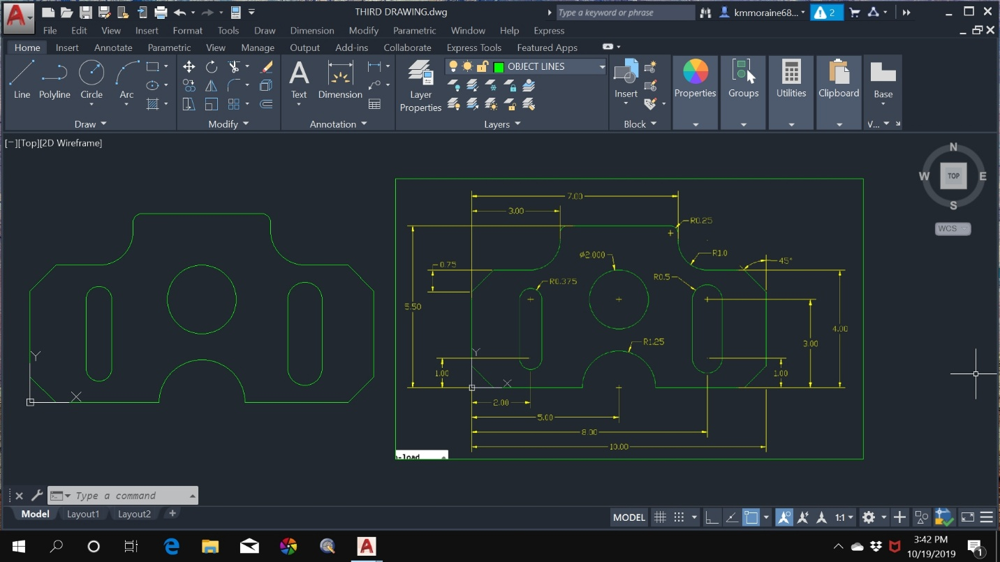 THIRD DRAWING.dwg
Type a keyword or phrase
kmmoraine68...
2
File Edit View Insert Format Tools Draw Dimension Modify Parametric Window Help Express
Home Insert Annotate Parametric View Manage Output Add-ins Collaborate Express Tools Featured Apps
OBJECT LINES
Line Polyline Circle Arc
Text Dimension
Layer
Properties
Insert
Properties Groups Utilities Clipboard Base
Draw Modify Annotation Layers Block V...
[−][Top][2D Wireframe]
N
W TOP E
S
WCS
7.00
3.00
R0.25
Ø2.000
R1.0
45°
0.75
R0.375
R0.5
5.50
4.00
3.00
R1.25
1.00
1.00
Y
X
Y
X
2.00
5.00
8.00
10.00
n-load
Type a command
Model Layout1 Layout2 +
MODEL
1:1
3:42 PM
10/19/2019
1